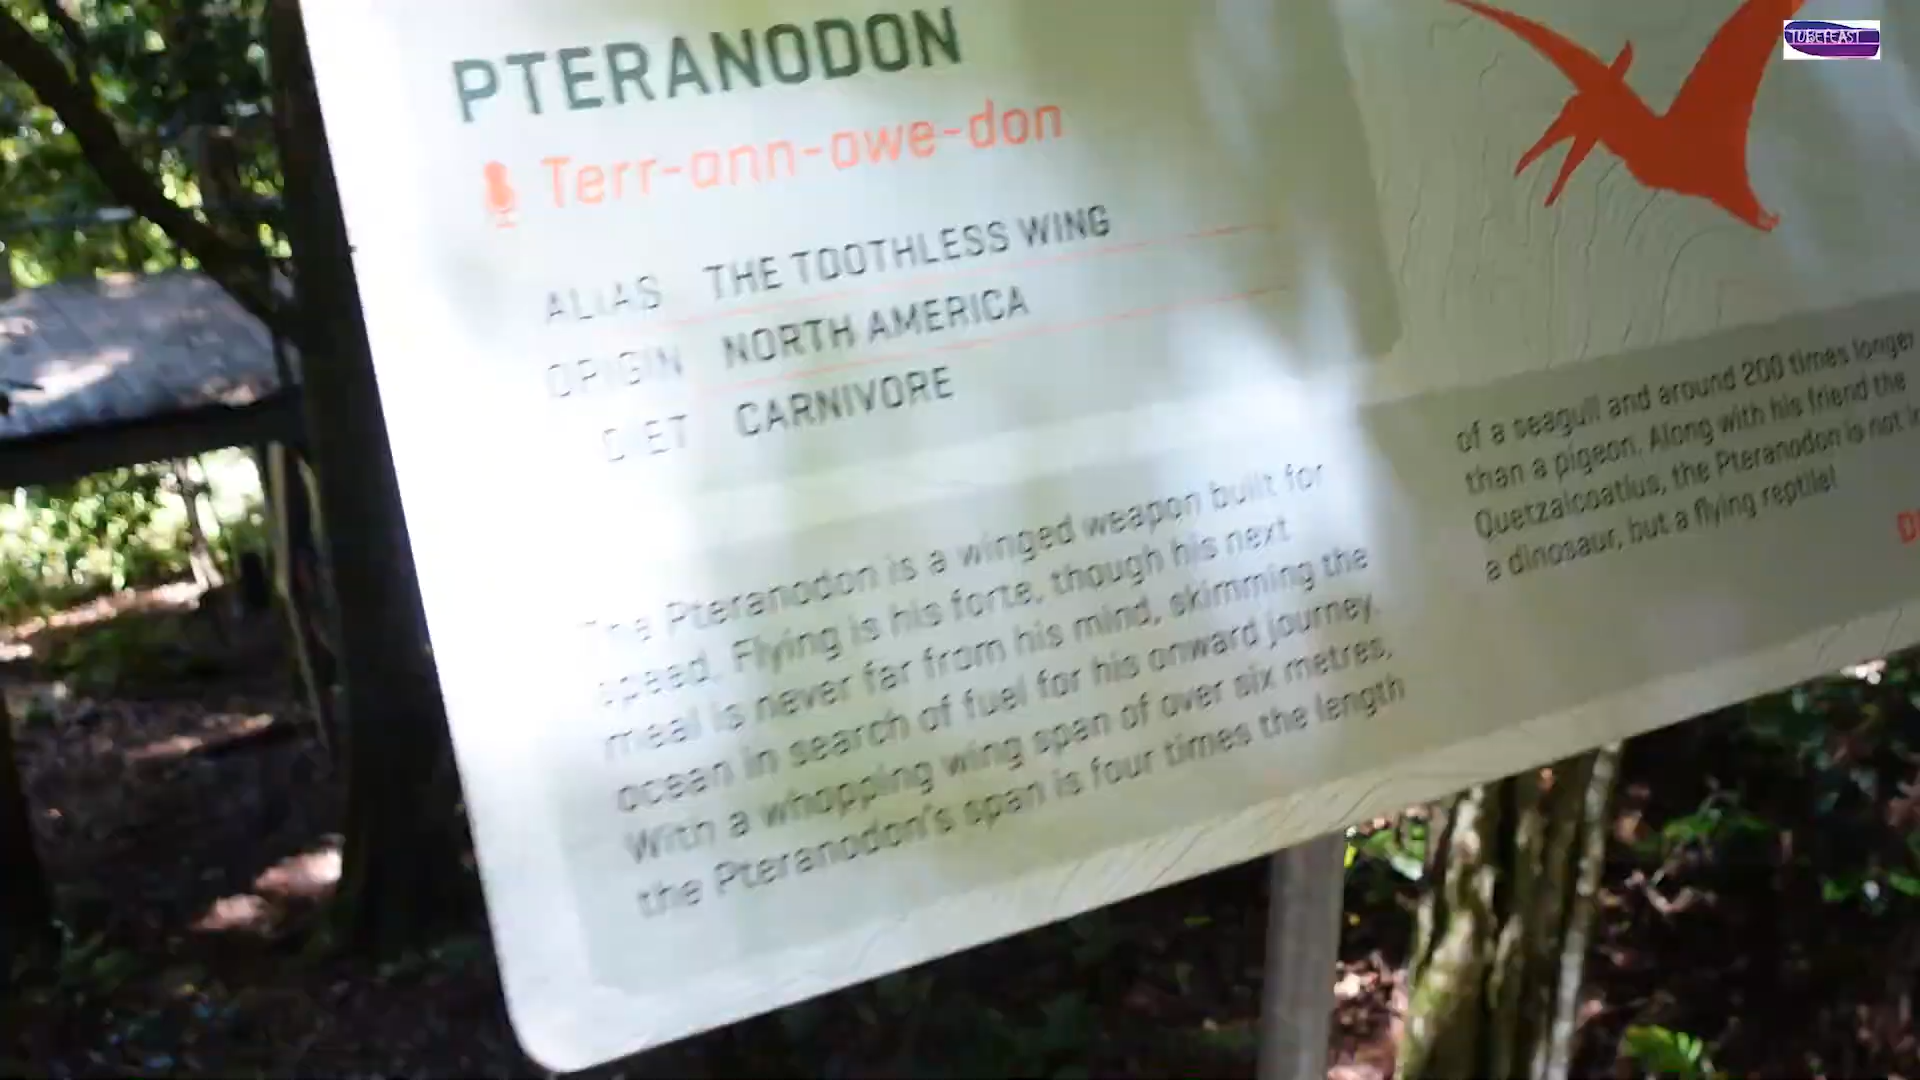 PTERANODON
Terr-ann-owe-don
ALIAS THE TOOTHLESS WING
ORIGIN NORTH AMERICA
DIET CARNIVORE
The Pteranodon is a winged weapon built for
speed. Flying is his forte, though his next
meal is never far from his mind, skimming the
ocean in search of fuel for his onward journey.
With a whopping wing span of over six metres,
the Pteranodon's span is four times the length
of a seagull and around 200 times longer
than a pigeon. Along with his friend the
Quetzalcoatlus, the Pteranodon is not
a dinosaur, but a flying reptile!
TUBEFEAST